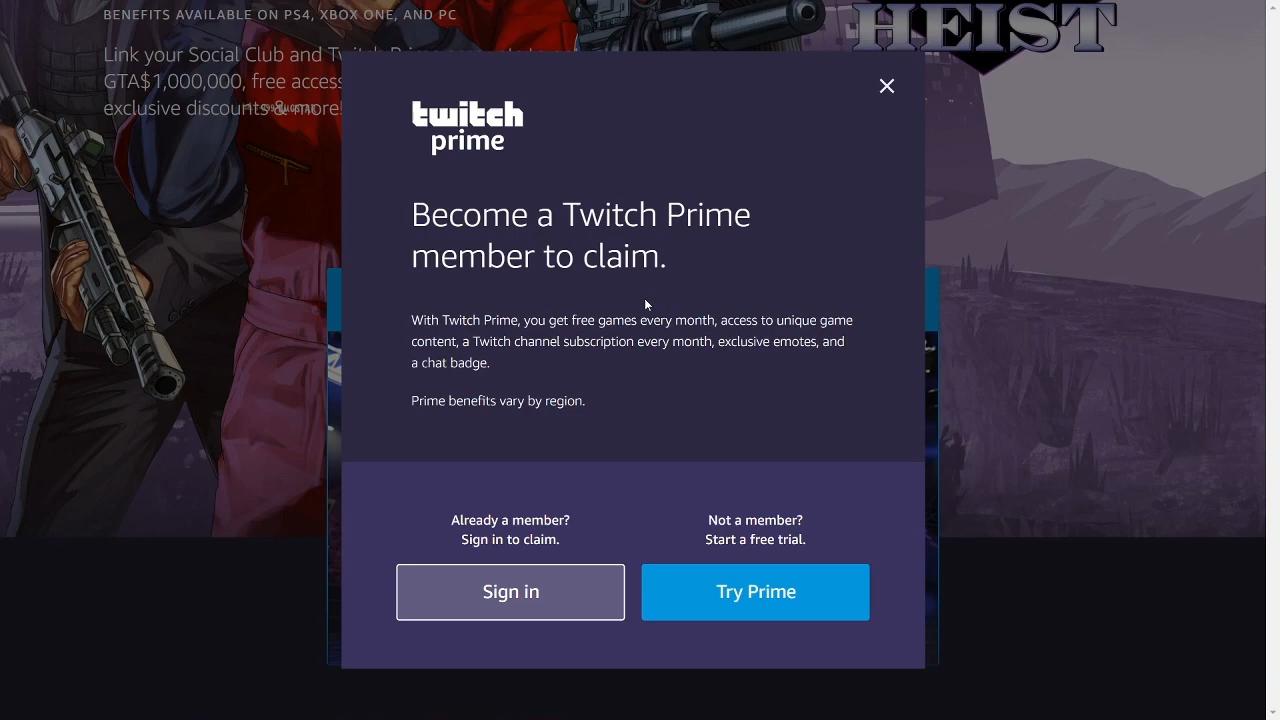 BENEFITS AVAILABLE ON PS4, XBOX ONE, AND PC
HEIST
Link your Social Club and Tw
GTA$1,000,000, free access
exclusive discounts & more!
twitch
prime
Become a Twitch Prime
member to claim.
With Twitch Prime, you get free games every month, access to unique game
content, a Twitch channel subscription every month, exclusive emotes, and
a chat badge.
Prime benefits vary by region.
Already a member?
Sign in to claim.
Sign in
Not a member?
Start a free trial.
Try Prime